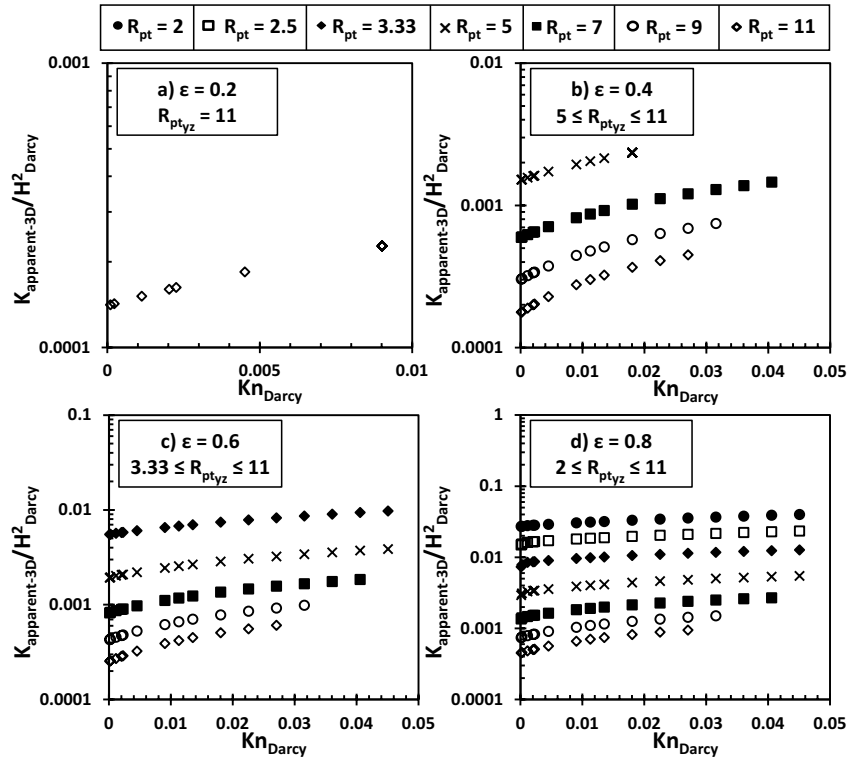 ● R_pt = 2 □ R_pt = 2.5 ◆ R_pt = 3.33 × R_pt = 5 ■ R_pt = 7 ○ R_pt = 9 ◇ R_pt = 11
a) ε = 0.2
R_pt_yz = 11
0.001
0.0001
K_apparent-3D/H²_Darcy
0 0.005 0.01
Kn_Darcy
b) ε = 0.4
5 ≤ R_pt_yz ≤ 11
0.01
0.001
0.0001
K_apparent-3D/H²_Darcy
0 0.01 0.02 0.03 0.04 0.05
Kn_Darcy
c) ε = 0.6
3.33 ≤ R_pt_yz ≤ 11
0.1
0.01
0.001
0.0001
K_apparent-3D/H²_Darcy
0 0.01 0.02 0.03 0.04 0.05
Kn_Darcy
d) ε = 0.8
2 ≤ R_pt_yz ≤ 11
1
0.1
0.01
0.001
0.0001
K_apparent-3D/H²_Darcy
0 0.01 0.02 0.03 0.04 0.05
Kn_Darcy